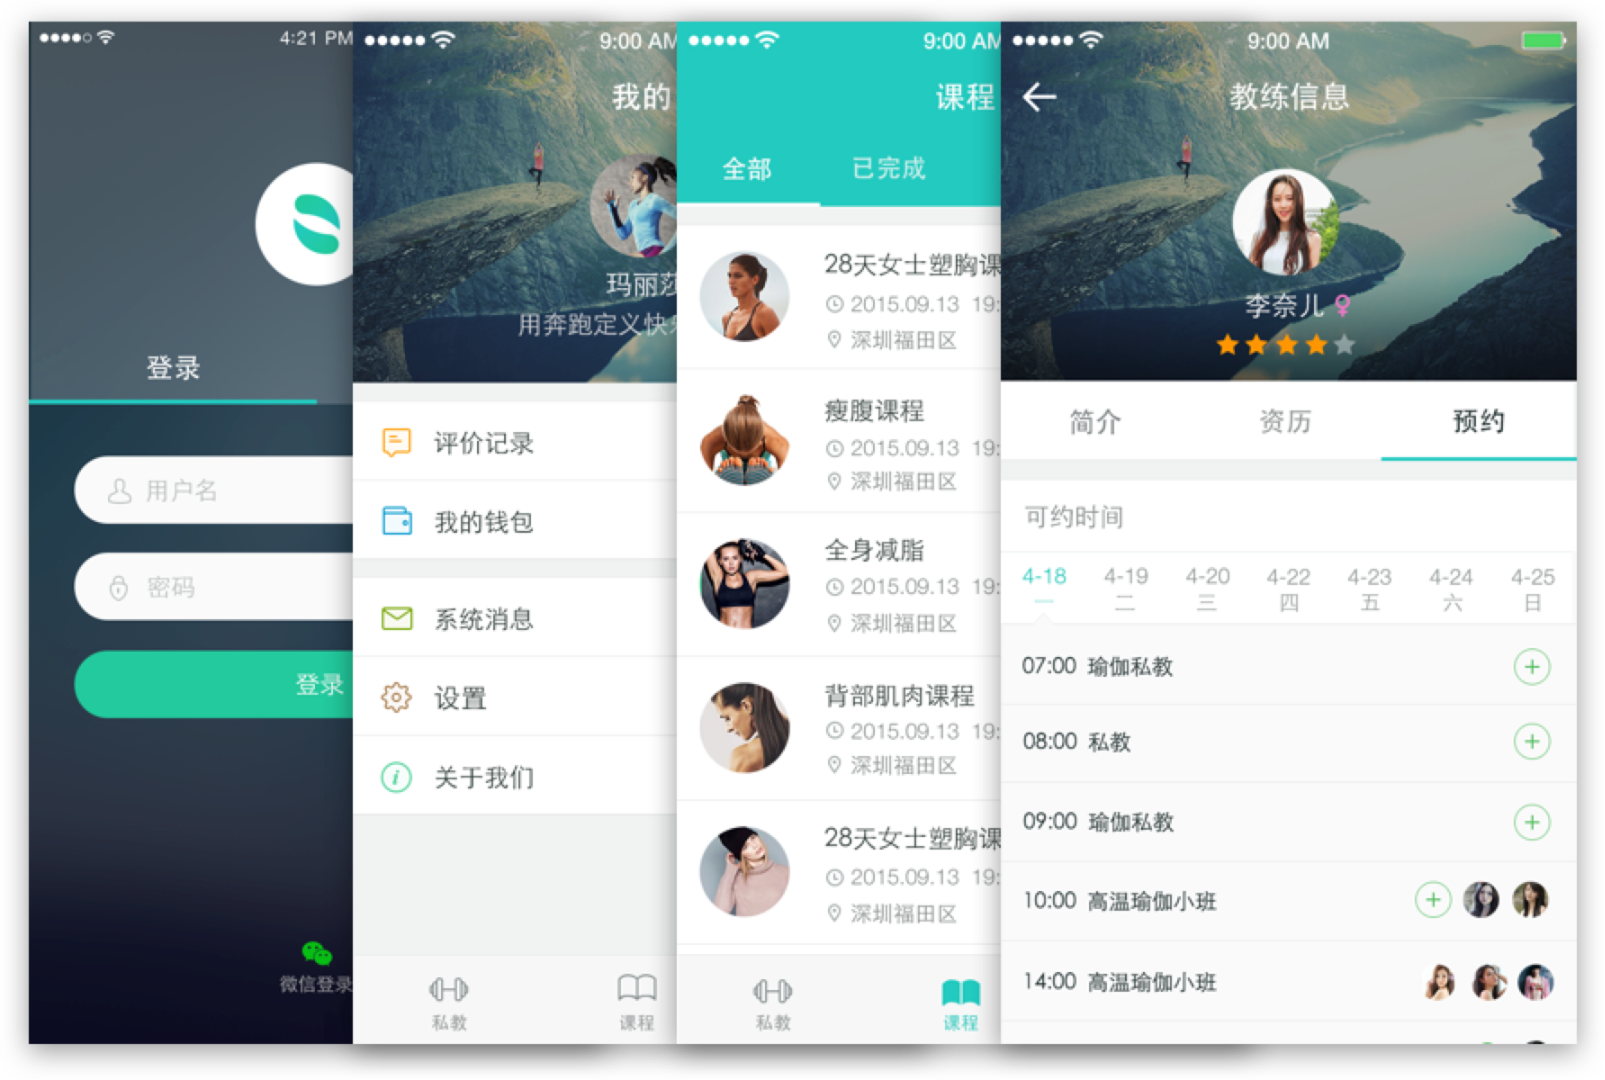 4:21 PM
登录
用户名
密码
登录
微信登录
9:00 AM
我的
玛丽莎
用奔跑定义快
评价记录
我的钱包
系统消息
设置
关于我们
私教
课程
9:00 AM
课程
全部
已完成
28天女士塑胸课
2015.09.13 19:
深圳福田区
瘦腹课程
2015.09.13 19:
深圳福田区
全身减脂
2015.09.13 19:
深圳福田区
背部肌肉课程
2015.09.13 19:
深圳福田区
28天女士塑胸课
2015.09.13 19:
深圳福田区
私教
课程
9:00 AM
教练信息
李奈儿
简介
资历
预约
可约时间
4-18 4-19 4-20 4-22 4-23 4-24 4-25
一 二 三 四 五 六 日
07:00 瑜伽私教
08:00 私教
09:00 瑜伽私教
10:00 高温瑜伽小班
14:00 高温瑜伽小班